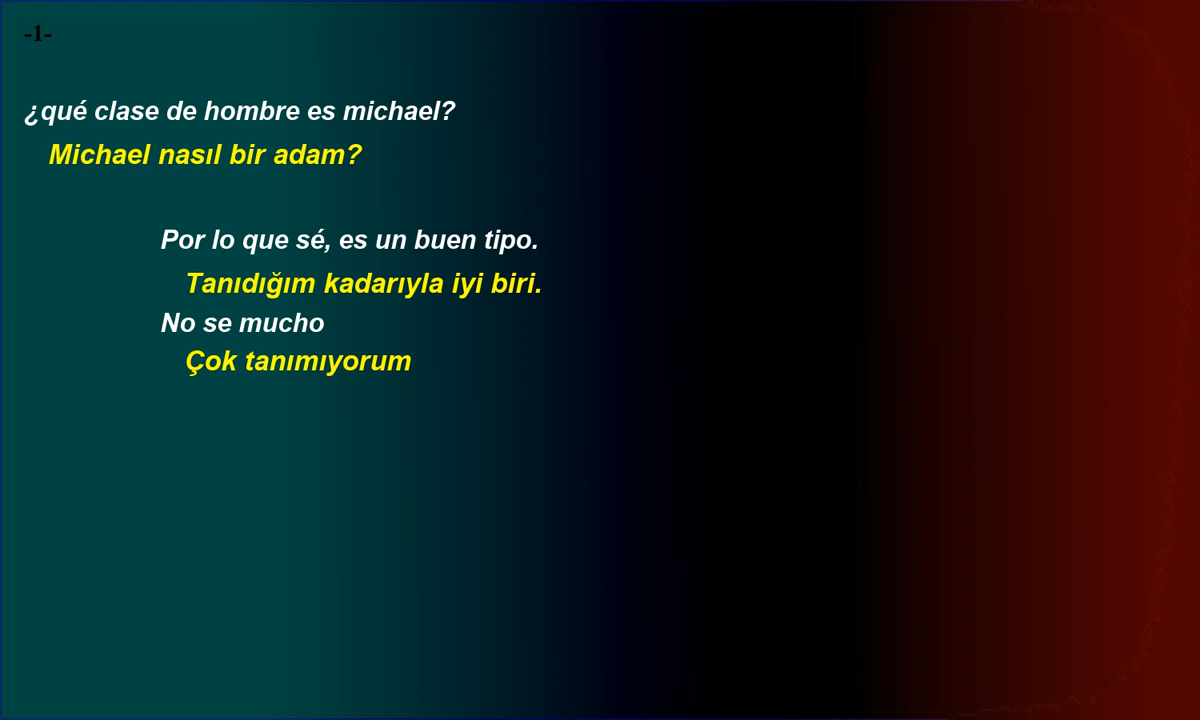 -1-
¿qué clase de hombre es michael?
Michael nasıl bir adam?
Por lo que sé, es un buen tipo.
Tanıdığım kadarıyla iyi biri.
No se mucho
Çok tanımıyorum